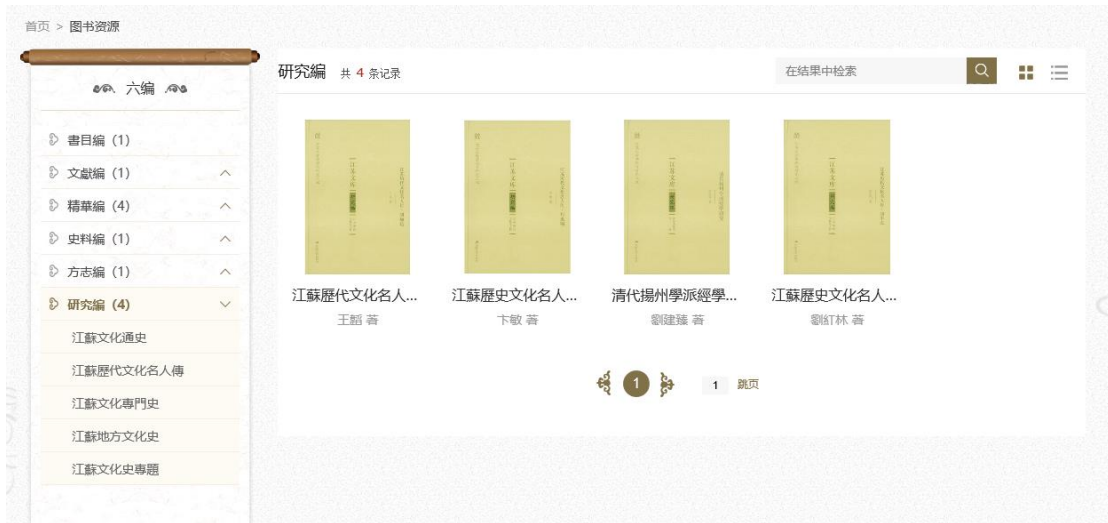 首页 > 图书资源
六编
書目編 (1)
文獻編 (1)
精華編 (4)
史料編 (1)
方志編 (1)
研究編 (4)
江蘇文化通史
江蘇歷代文化名人傳
江蘇文化專門史
江蘇地方文化史
江蘇文化史專題
研究編 共 4 条记录
在结果中检索
江蘇歷代文化名人...
王韜 著
江蘇歷史文化名人...
卞敏 著
清代揚州學派經學...
劉建臻 著
江蘇歷史文化名人...
劉紅林 著
1
1 跳页